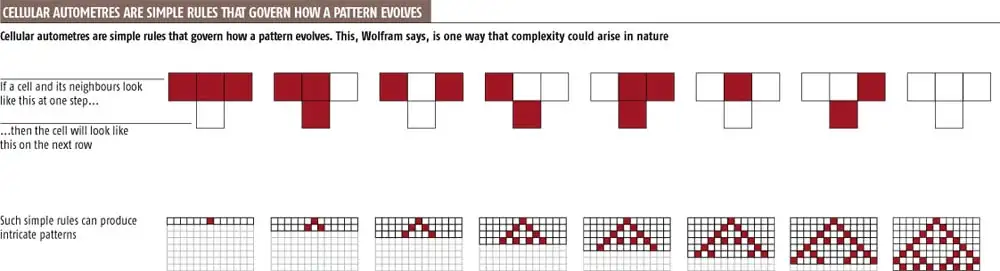 CELLULAR AUTOMETRES ARE SIMPLE RULES THAT GOVERN HOW A PATTERN EVOLVES
Cellular autometres are simple rules that govern how a pattern evolves. This, Wolfram says, is one way that complexity could arise in nature
If a cell and its neighbours look
like this at one step...
...then the cell will look like
this on the next row
Such simple rules can produce
intricate patterns